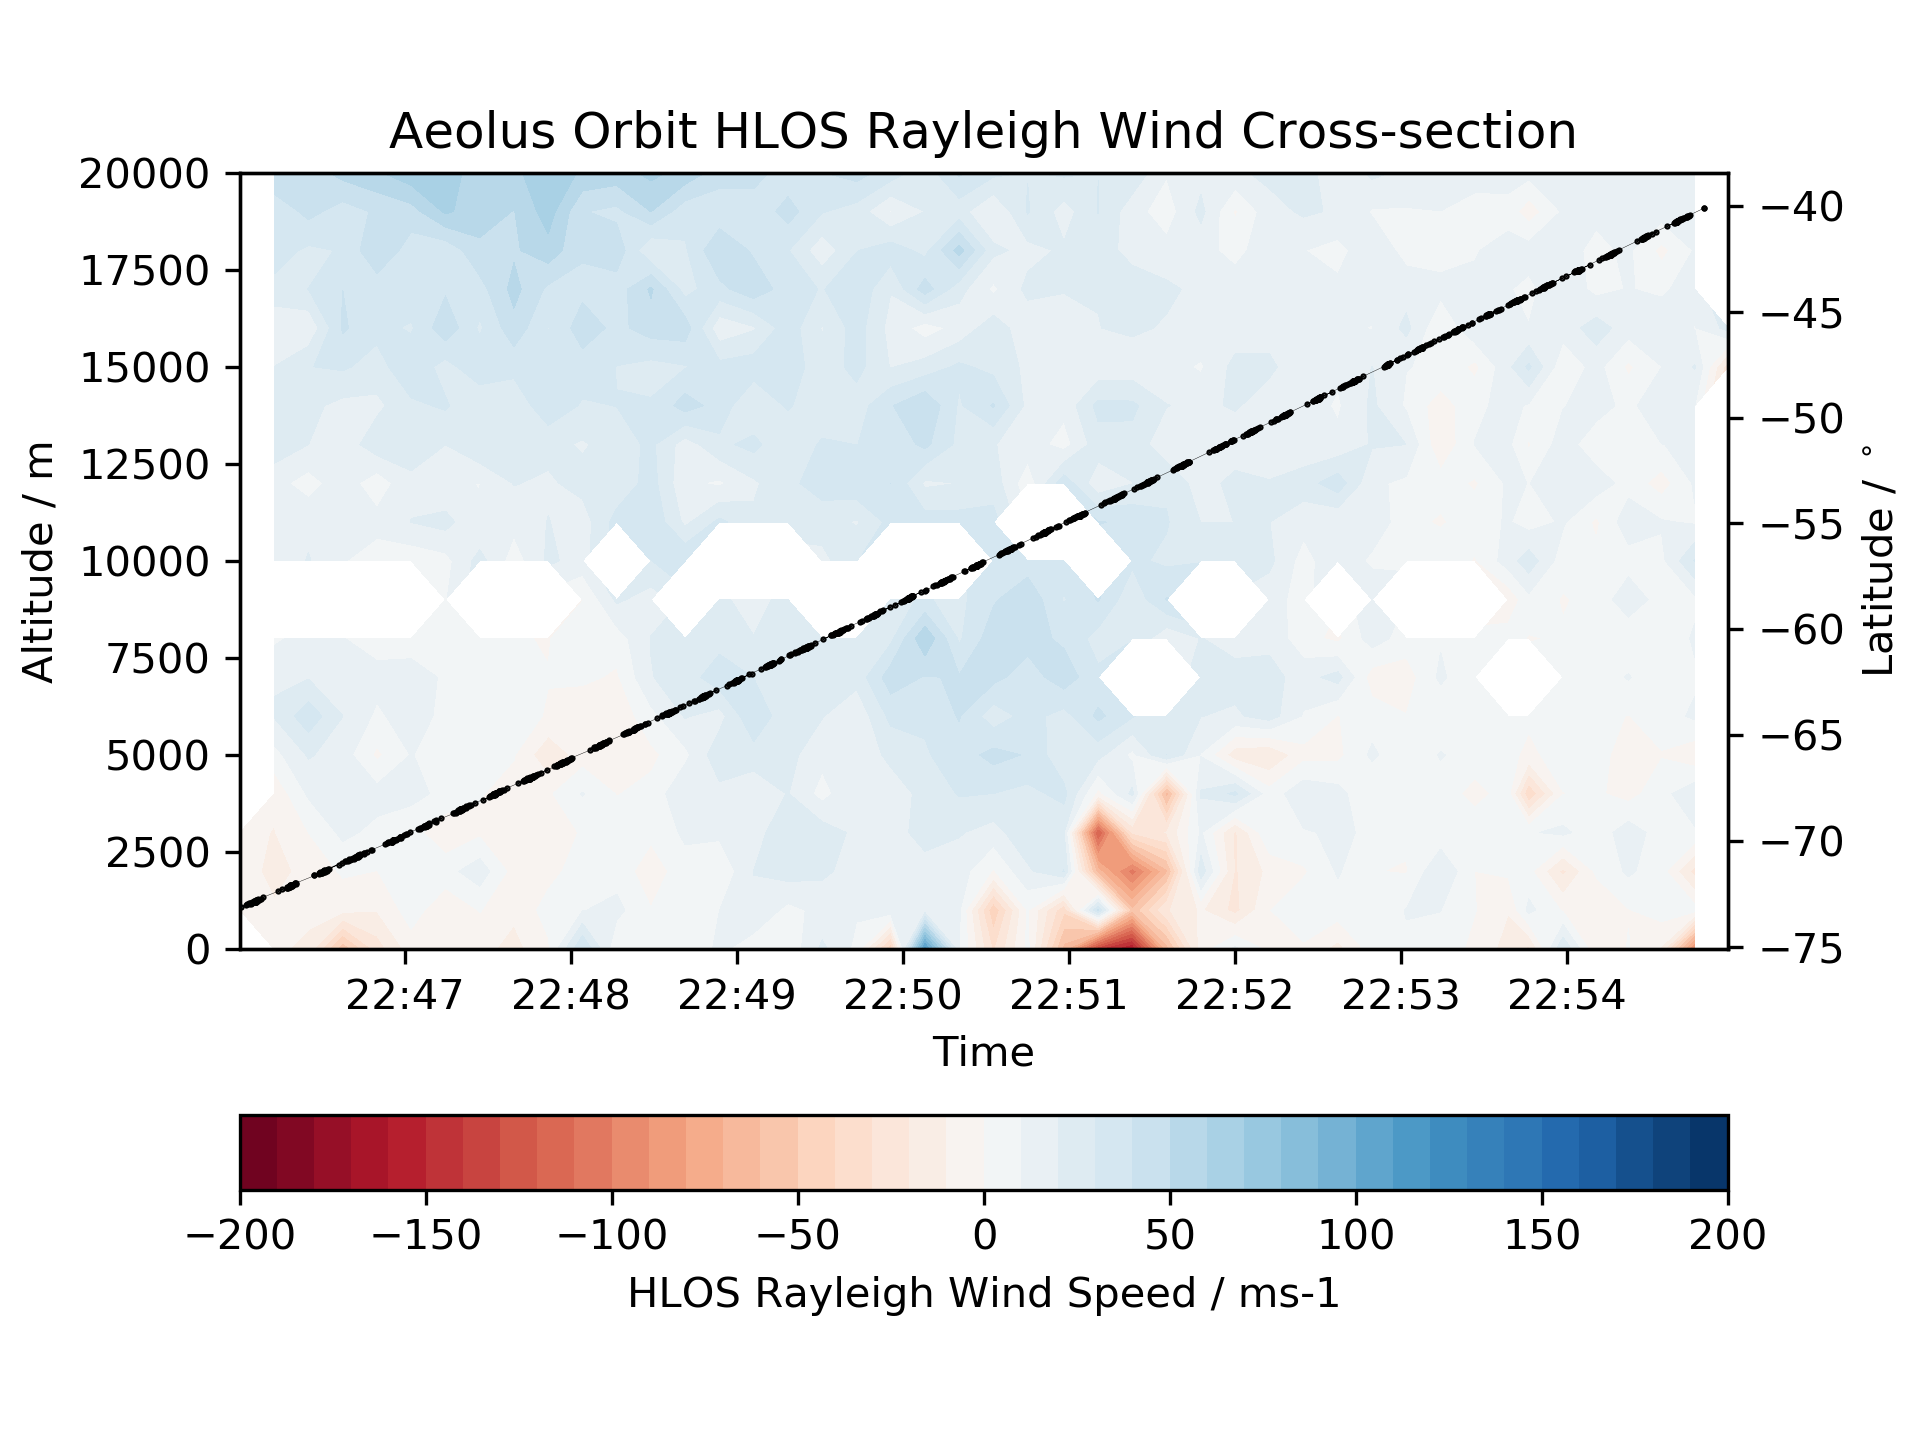 Aeolus Orbit HLOS Rayleigh Wind Cross-section
20000
17500
15000
12500
10000
7500
5000
2500
0
Altitude / m
−40
−45
−50
−55
−60
−65
−70
−75
Latitude / °
22:47 22:48 22:49 22:50 22:51 22:52 22:53 22:54
Time
−200 −150 −100 −50 0 50 100 150 200
HLOS Rayleigh Wind Speed / ms-1